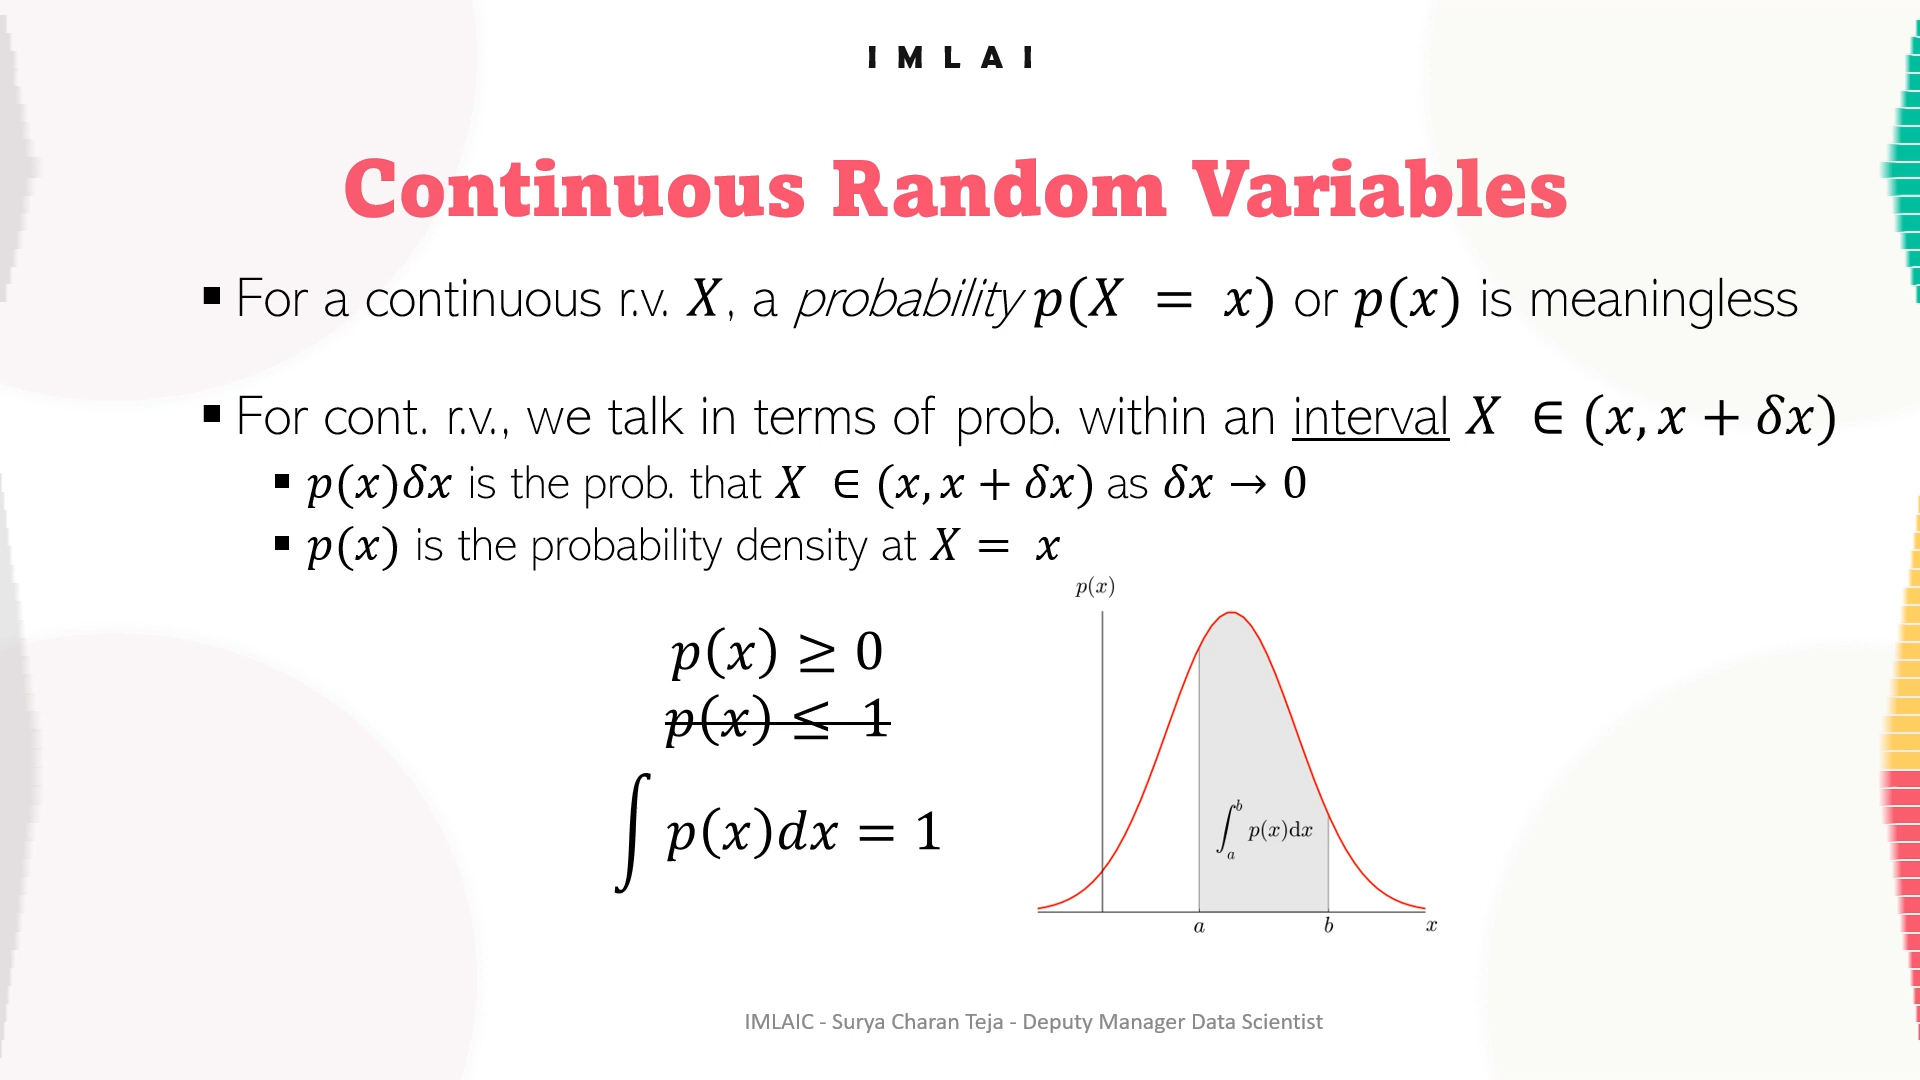 IMLAI
Continuous Random Variables
▪ For a continuous r.v. X, a probability p(X = x) or p(x) is meaningless
▪ For cont. r.v., we talk in terms of prob. within an interval X ∈ (x, x + δx)
▪ p(x)δx is the prob. that X ∈ (x, x + δx) as δx → 0
▪ p(x) is the probability density at X = x
p(x)
p(x) ≥ 0
p(x) ≤ 1
∫ p(x)dx = 1
∫_a^b p(x)dx
a b x
IMLAIC - Surya Charan Teja - Deputy Manager Data Scientist